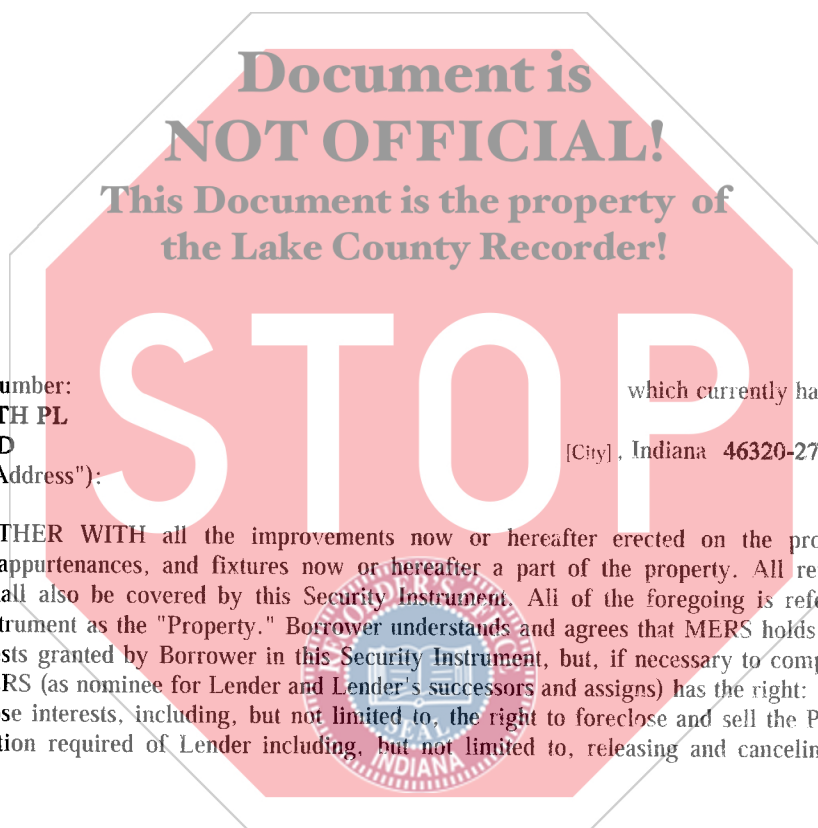 Document is
NOT OFFICIAL!
This Document is the property of
the Lake County Recorder!
STOP
umber: which currently ha
TH PL
D [City] , Indiana 46320-27
Address"):
THER WITH all the improvements now or hereafter erected on the pro
appurtenances, and fixtures now or hereafter a part of the property. All re
all also be covered by this Security Instrument. All of the foregoing is refe
trument as the "Property." Borrower understands and agrees that MERS holds
sts granted by Borrower in this Security Instrument, but, if necessary to comp
RS (as nominee for Lender and Lender's successors and assigns) has the right:
se interests, including, but not limited to, the right to foreclose and sell the P
tion required of Lender including, but not limited to, releasing and cancelin
SEAL
INDIANA